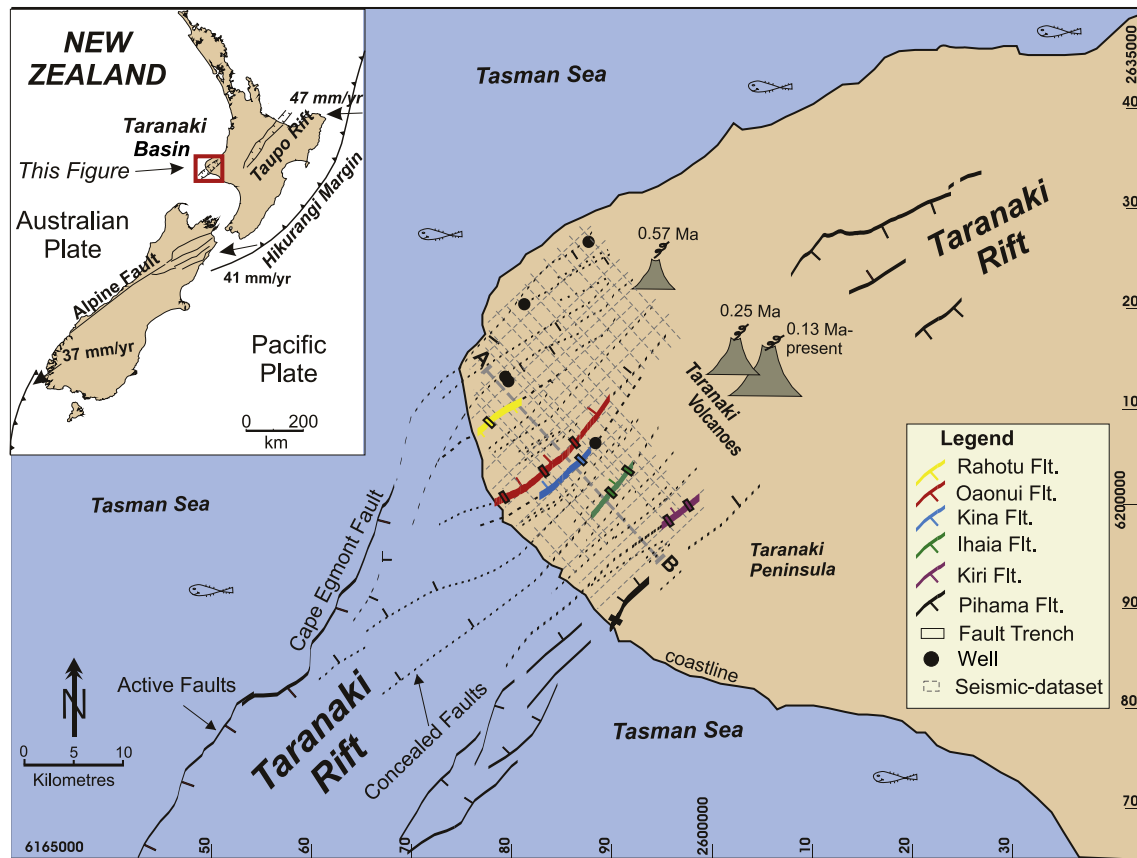 NEW
ZEALAND
47 mm/yr
Taranaki
Basin
Taupo Rift
This Figure
Hikurangi Margin
Australian
Plate
41 mm/yr
Alpine Fault
37 mm/yr
Pacific
Plate
0 200
km
Tasman Sea
2635000
40
30
20
10
6200000
90
80
70
Taranaki
Rift
0.57 Ma
0.25 Ma
0.13 Ma-
present
Taranaki
Volcanoes
A
B
Tasman Sea
Cape Egmont Fault
Taranaki
Peninsula
Legend
Rahotu Flt.
Oaonui Flt.
Kina Flt.
Ihaia Flt.
Kiri Flt.
Pihama Flt.
Fault Trench
Well
Seismic-dataset
coastline
Active Faults
Taranaki
Rift
Concealed Faults
Tasman Sea
N
0 5 10
Kilometres
6165000
50
60
70
80
90
2600000
10
20
30